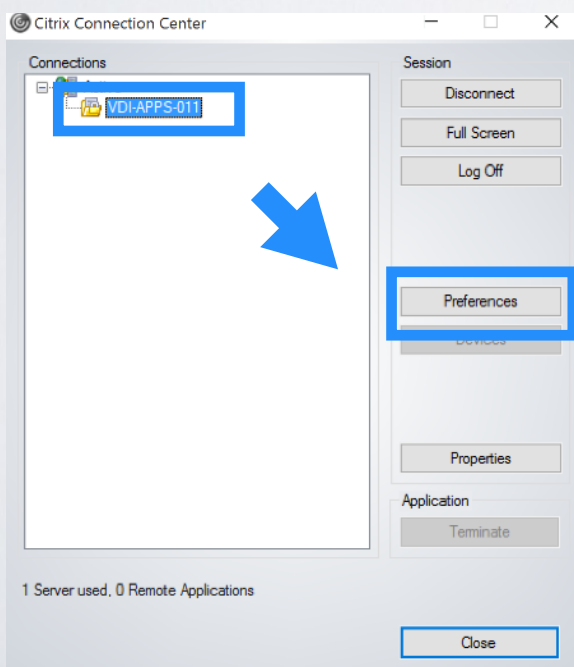 Citrix Connection Center
Connections
VDI-APPS-011
Session
Disconnect
Full Screen
Log Off
Preferences
Devices
Properties
Application
Terminate
1 Server used, 0 Remote Applications
Close